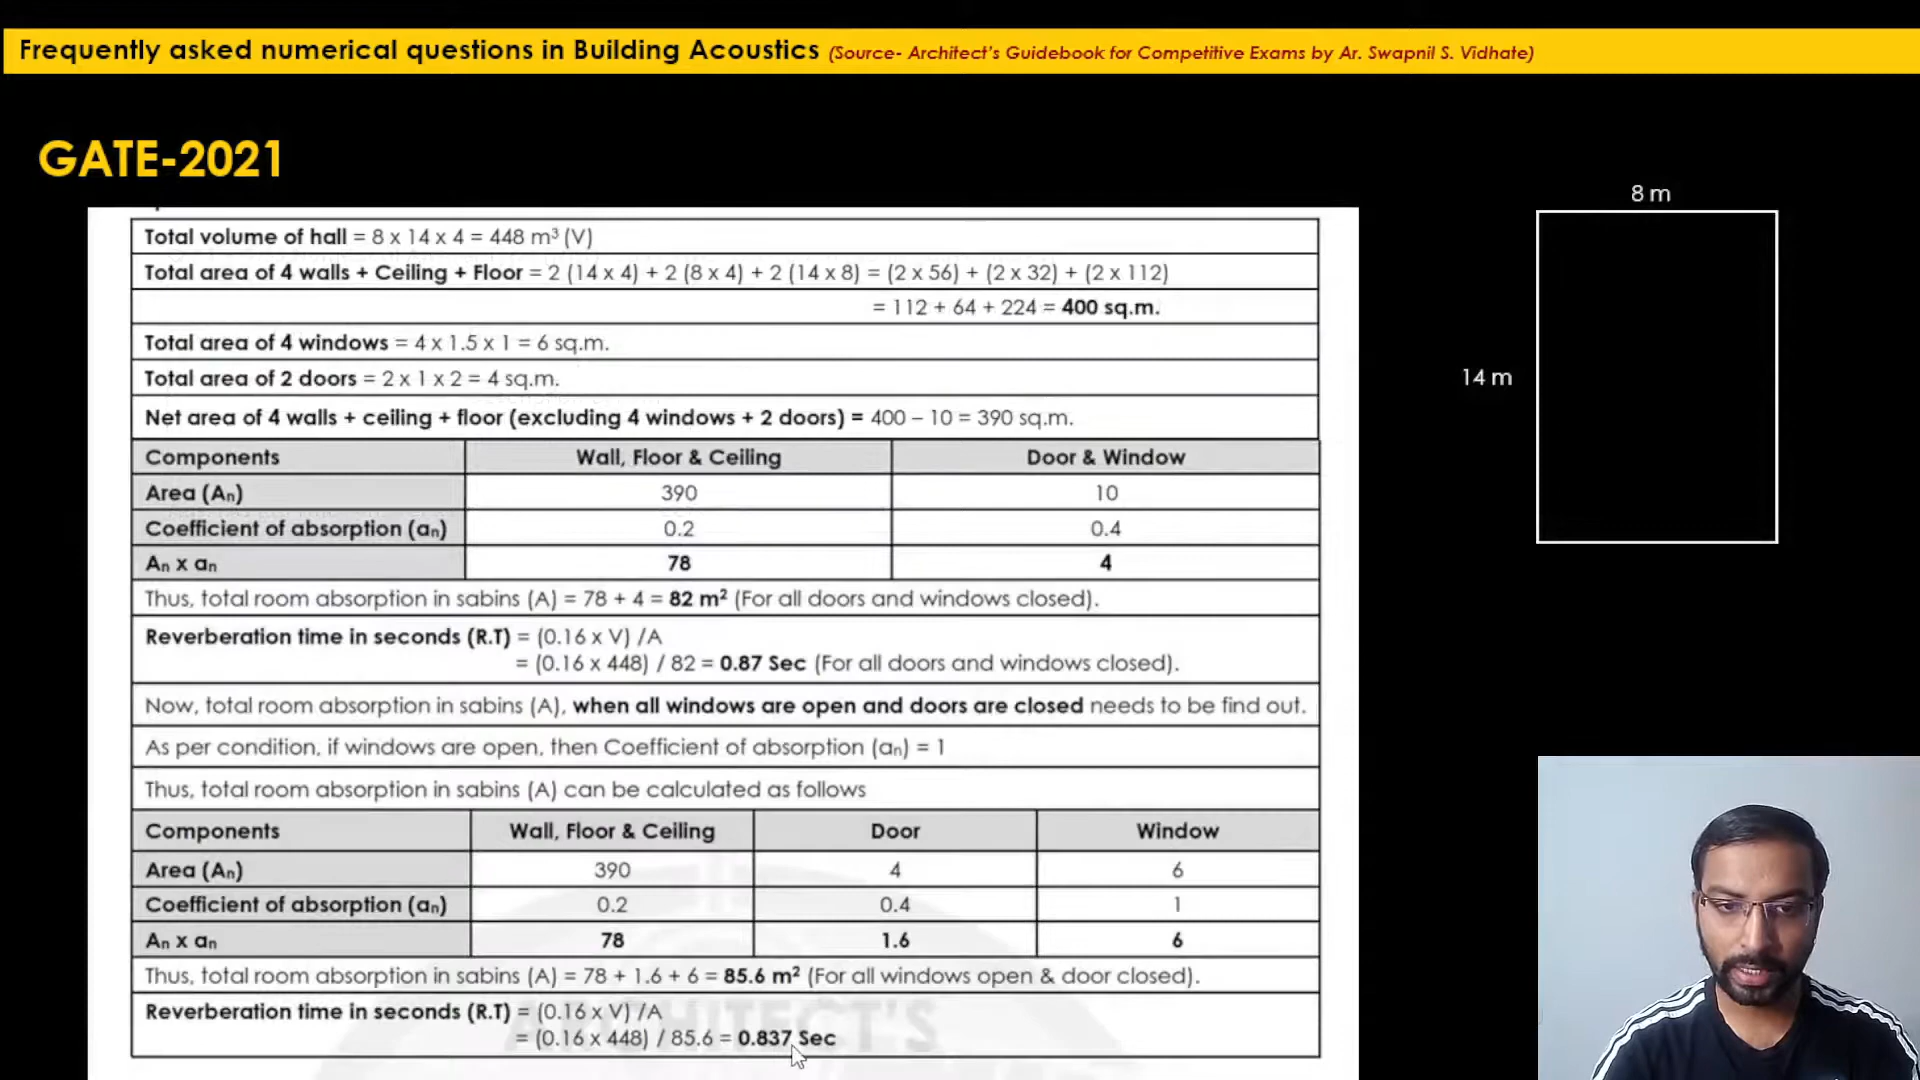 Frequently asked numerical questions in Building Acoustics (Source- Architect's Guidebook for Competitive Exams by Ar. Swapnil S. Vidhate)
GATE-2021
8 m
14 m
Total volume of hall = 8 x 14 x 4 = 448 m³ (V)
Total area of 4 walls + Ceiling + Floor = 2 (14 x 4) + 2 (8 x 4) + 2 (14 x 8) = (2 x 56) + (2 x 32) + (2 x 112)
= 112 + 64 + 224 = 400 sq.m.
Total area of 4 windows = 4 x 1.5 x 1 = 6 sq.m.
Total area of 2 doors = 2 x 1 x 2 = 4 sq.m.
Net area of 4 walls + ceiling + floor (excluding 4 windows + 2 doors) = 400 – 10 = 390 sq.m.
Components Wall, Floor & Ceiling Door & Window
Area (An) 390 10
Coefficient of absorption (an) 0.2 0.4
An x an 78 4
Thus, total room absorption in sabins (A) = 78 + 4 = 82 m² (For all doors and windows closed).
Reverberation time in seconds (R.T) = (0.16 x V) /A
= (0.16 x 448) / 82 = 0.87 Sec (For all doors and windows closed).
Now, total room absorption in sabins (A), when all windows are open and doors are closed needs to be find out.
As per condition, if windows are open, then Coefficient of absorption (an) = 1
Thus, total room absorption in sabins (A) can be calculated as follows
Components Wall, Floor & Ceiling Door Window
Area (An) 390 4 6
Coefficient of absorption (an) 0.2 0.4 1
An x an 78 1.6 6
Thus, total room absorption in sabins (A) = 78 + 1.6 + 6 = 85.6 m² (For all windows open & door closed).
Reverberation time in seconds (R.T) = (0.16 x V) /A
= (0.16 x 448) / 85.6 = 0.837 Sec
ARCHITECT'S